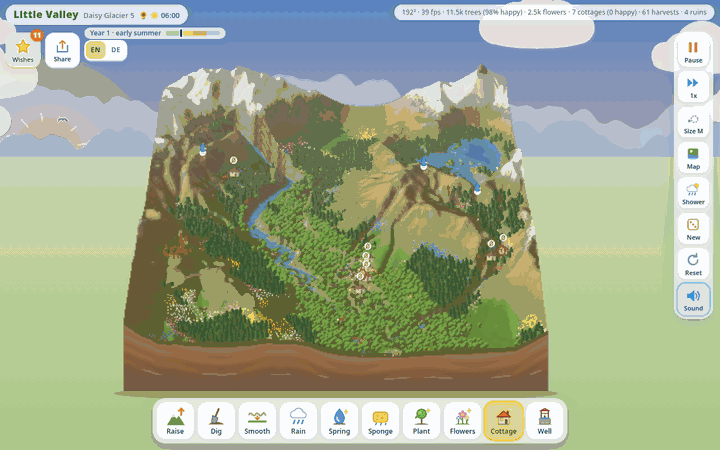 Little Valley Daisy Glacier 5 06:00
192² · 39 fps · 11.5k trees (98% happy) · 2.5k flowers · 7 cottages (0 happy) · 61 harvests · 4 ruins
Year 1 · early summer
11
Wishes
Share
EN DE
Pause
1x
Size M
Map
Shower
New
Reset
Sound
Raise
Dig
Smooth
Rain
Spring
Sponge
Plant
Flowers
Cottage
Well